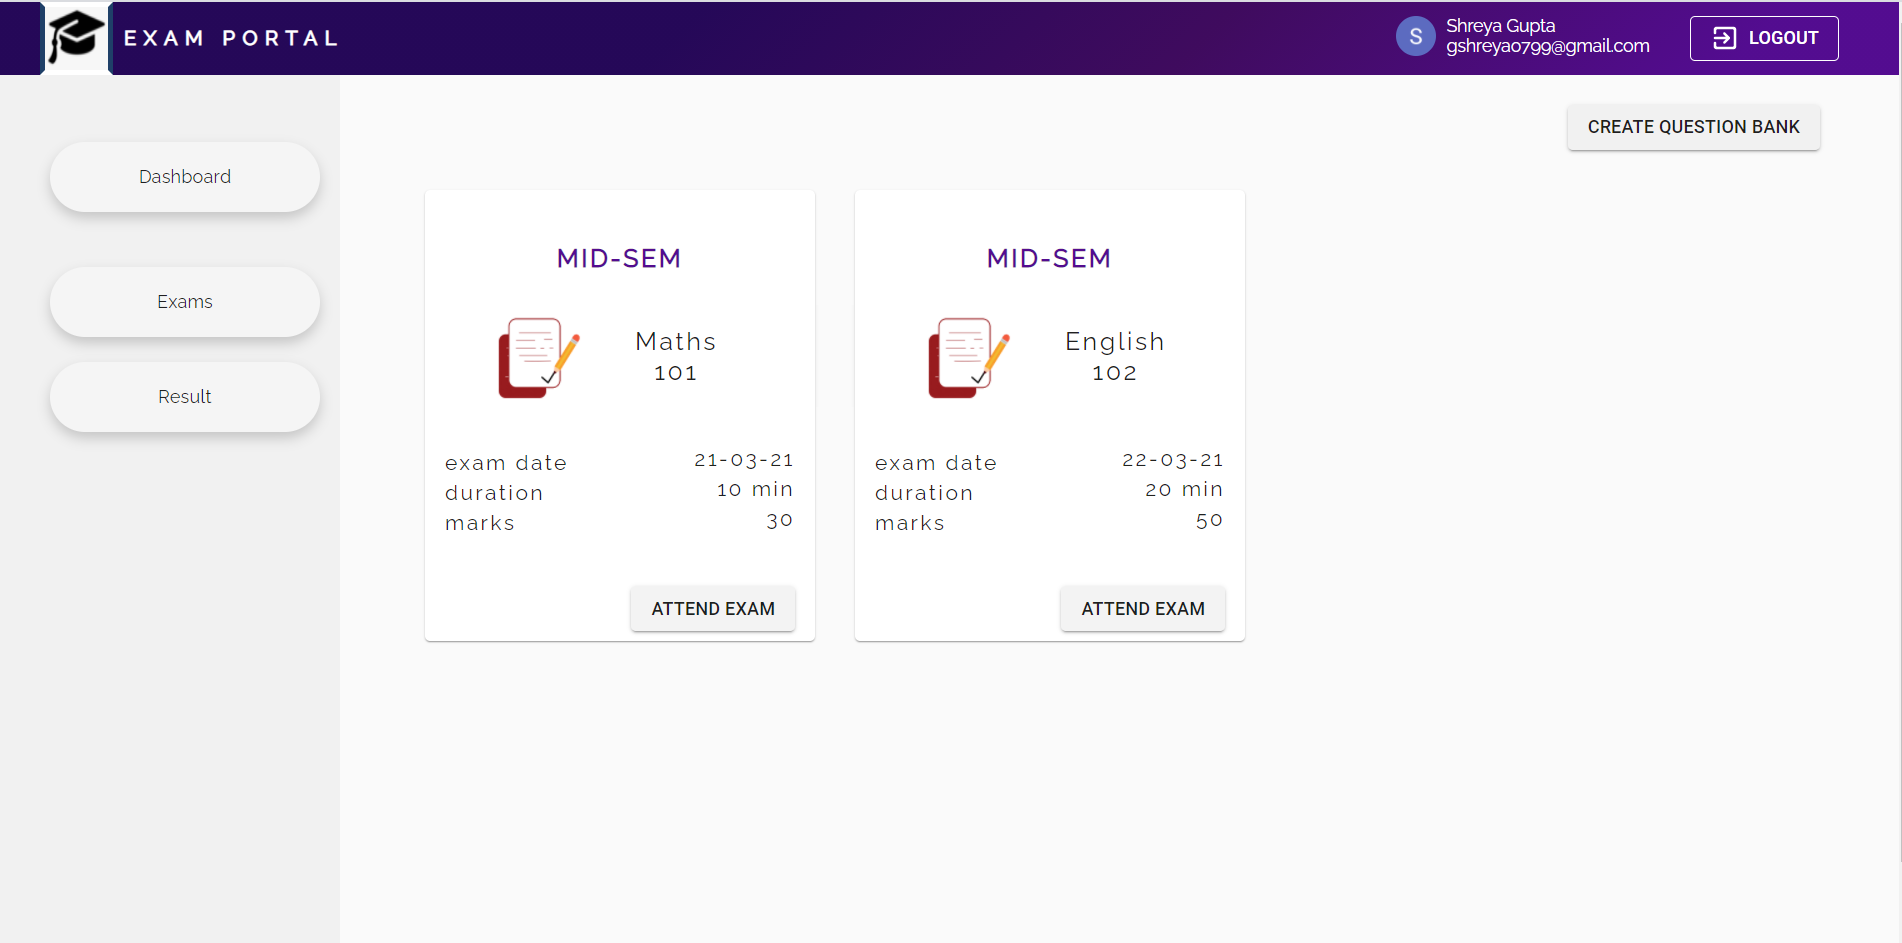 EXAM PORTAL
S
Shreya Gupta
gshreya0799@gmail.com
LOGOUT
Dashboard
Exams
Result
CREATE QUESTION BANK
MID-SEM
Maths
101
exam date 21-03-21
duration 10 min
marks 30
ATTEND EXAM
MID-SEM
English
102
exam date 22-03-21
duration 20 min
marks 50
ATTEND EXAM